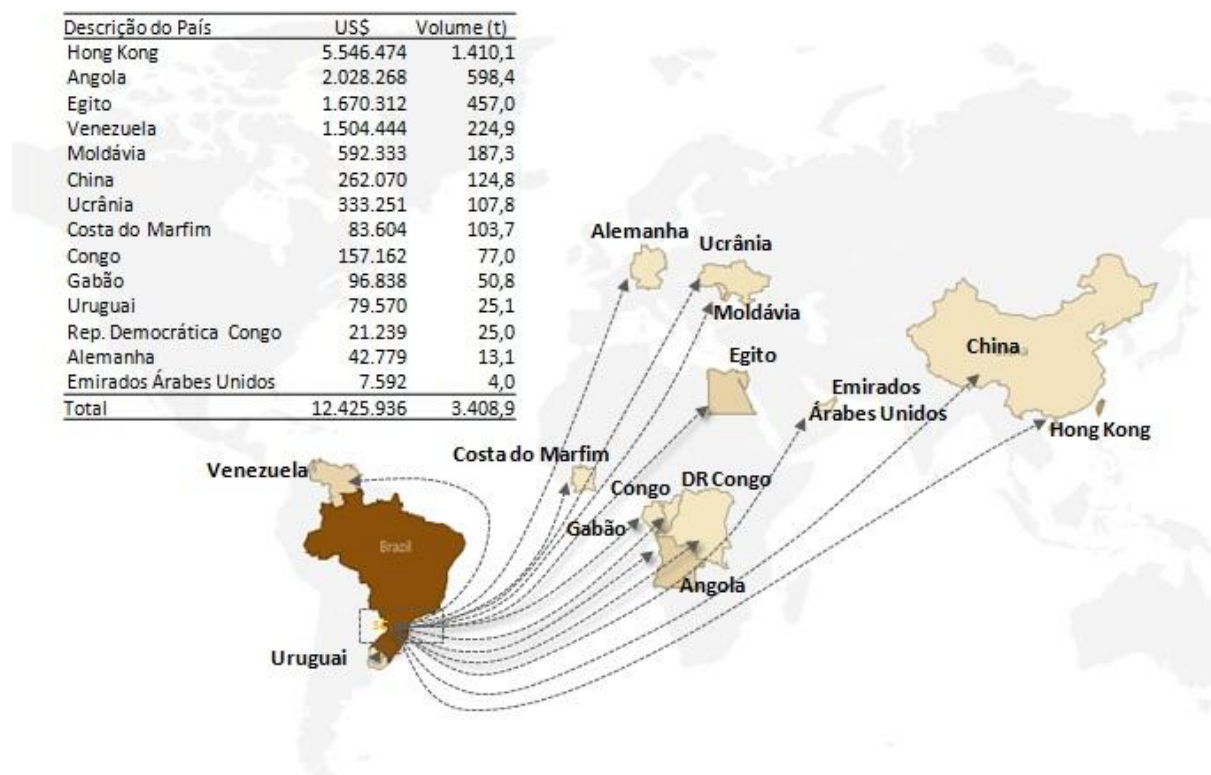 Descrição do País US$ Volume (t)
Hong Kong 5.546.474 1.410,1
Angola 2.028.268 598,4
Egito 1.670.312 457,0
Venezuela 1.504.444 224,9
Moldávia 592.333 187,3
China 262.070 124,8
Ucrânia 333.251 107,8
Costa do Marfim 83.604 103,7
Congo 157.162 77,0
Gabão 96.838 50,8
Uruguai 79.570 25,1
Rep. Democrática Congo 21.239 25,0
Alemanha 42.779 13,1
Emirados Árabes Unidos 7.592 4,0
Total 12.425.936 3.408,9
Alemanha
Ucrânia
Moldávia
Egito
China
Emirados
Árabes Unidos
Hong Kong
Costa do Marfim
Venezuela
Congo
DR Congo
Gabão
Brazil
Angola
Uruguai